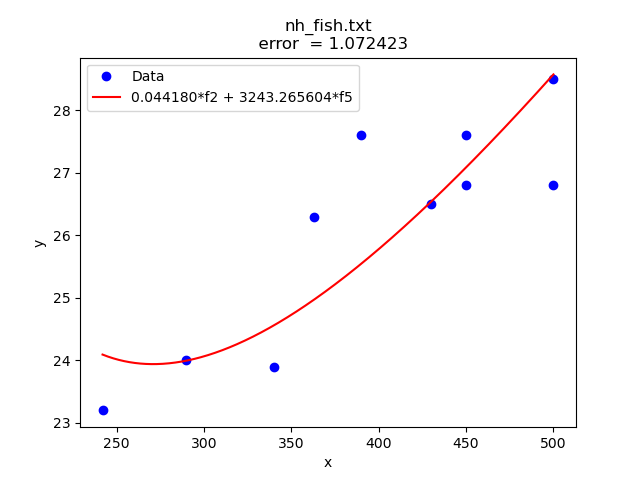 nh_fish.txt
error  = 1.072423
Data
0.044180*f2 + 3243.265604*f5
28
27
26
25
24
23
y
250
300
350
400
450
500
x